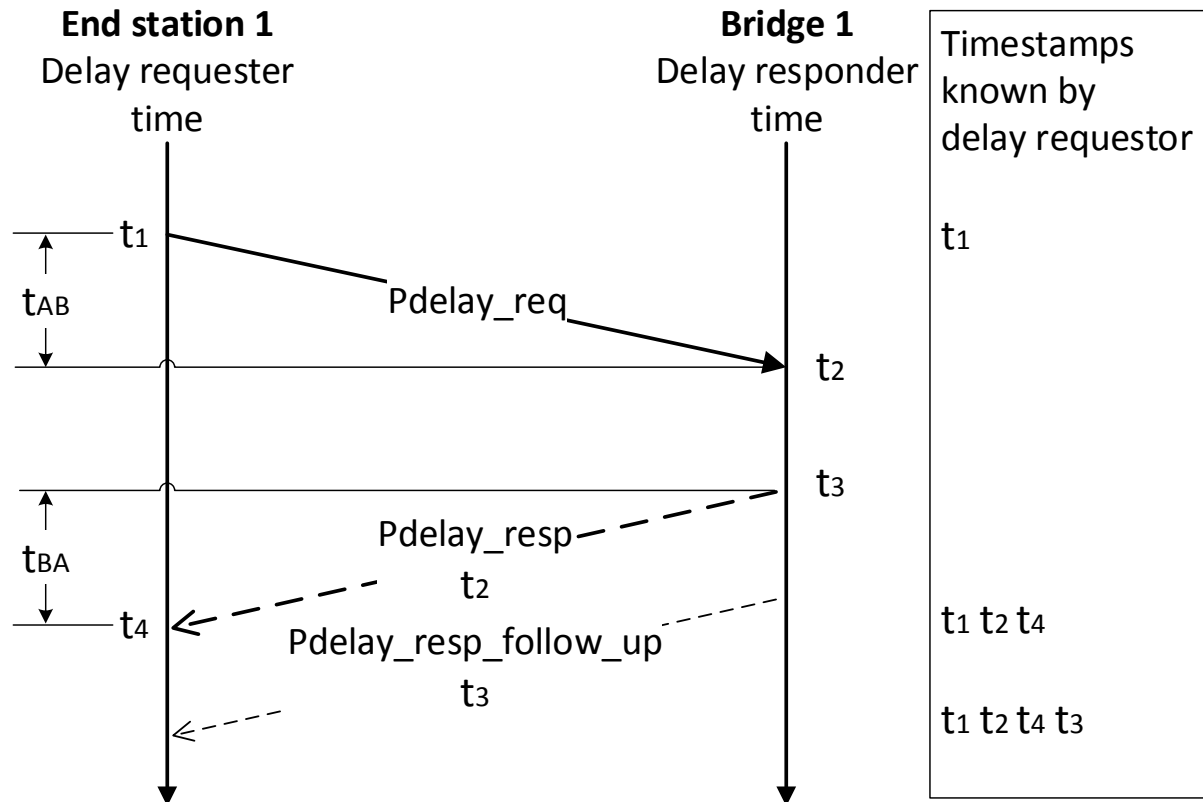 End station 1
Delay requester
time
Bridge 1
Delay responder
time
Timestamps
known by
delay requestor
t1
t1
tAB
Pdelay_req
t2
t3
Pdelay_resp
tBA
t2
t4
t1 t2 t4
Pdelay_resp_follow_up
t3
t1 t2 t4 t3